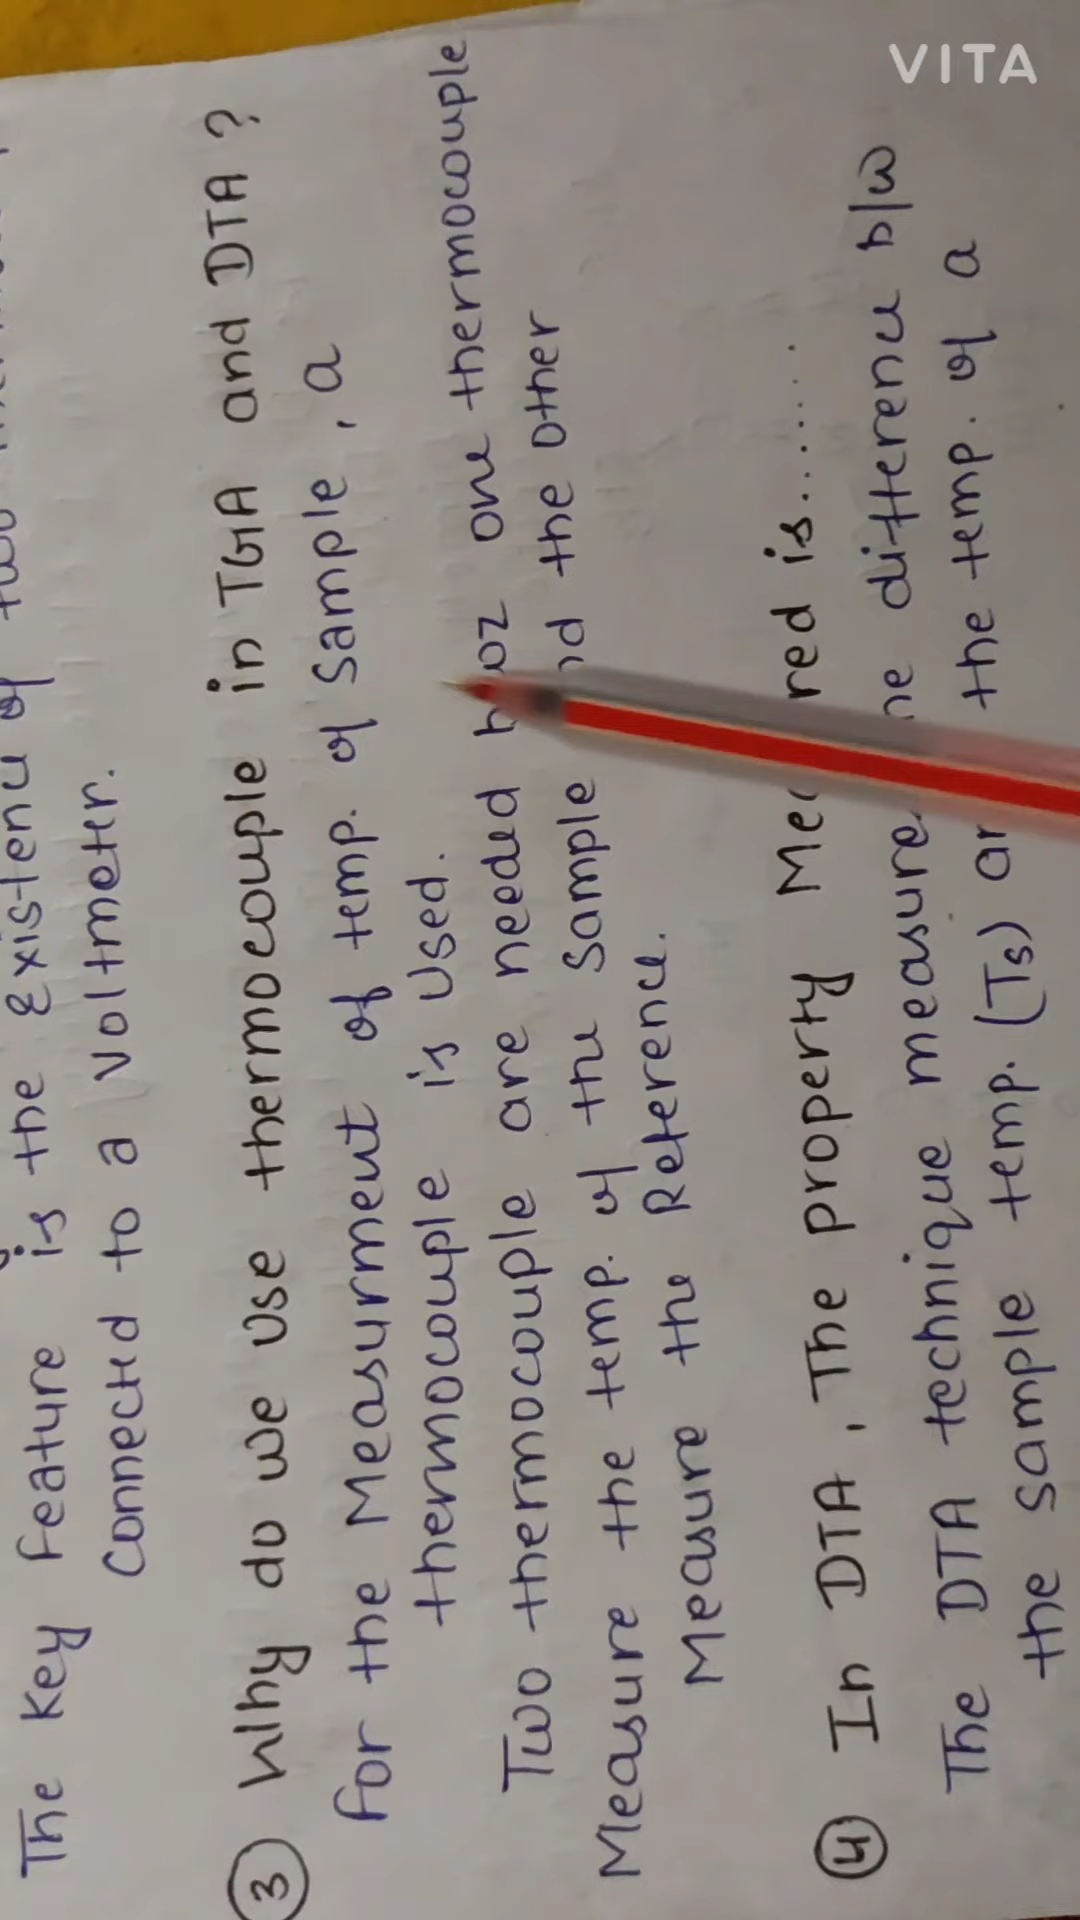 VITA
The key feature is the existence of two
connected to a voltmeter.
③ Why do we use thermocouple in TGA and DTA ?
for the Measurment of temp. of sample , a
thermocouple is used.
Two thermocouple are needed one thermocouple
Measure the temp. of the sample the other
Measure the Reference.
④ In DTA , The property is......
The DTA technique measure difference b/w
the sample temp. (Ts) the temp. of a